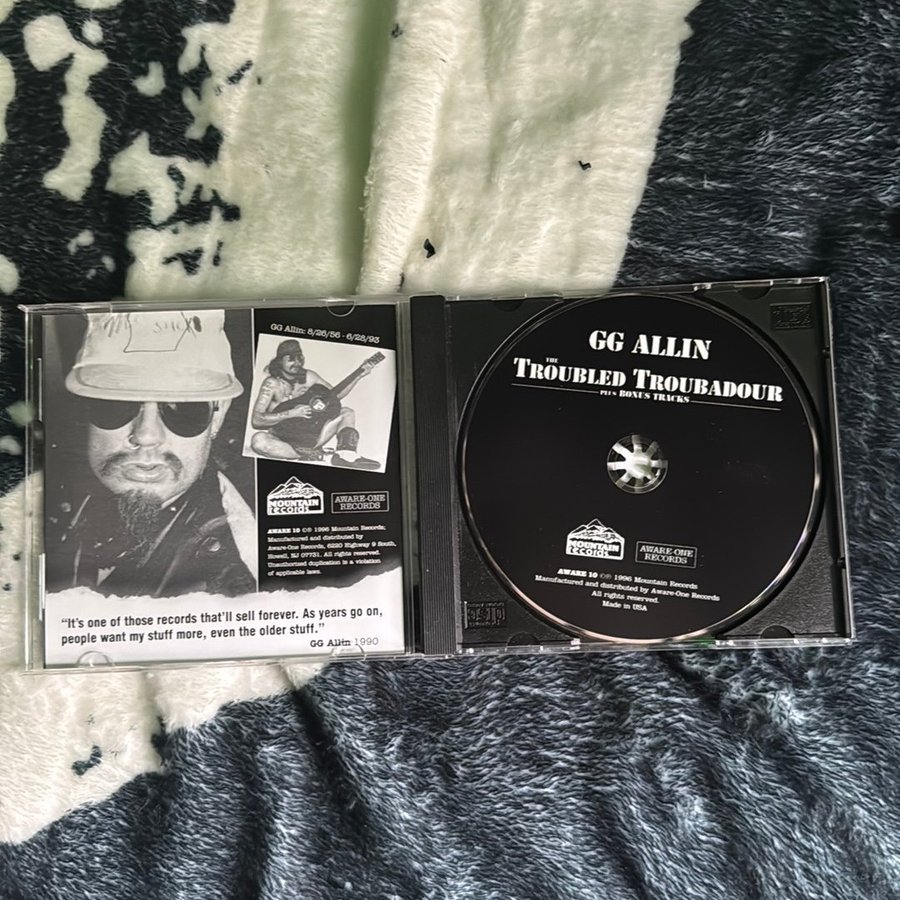 GG Allin: 8/26/56 - 6/28/93
MOUNTAIN
records
AWARE-ONE
RECORDS
AWARE 10 ©℗ 1996 Mountain Records;
Manufactured and distributed by
Aware-One Records, 6230 Highway 9 South,
Howell, NJ 07731. All rights reserved.
Unauthorized duplication is a violation
of applicable laws.
“It's one of those records that'll sell forever. As years go on,
people want my stuff more, even the older stuff.”
GG Allin 1990
GG ALLIN
THE
TROUBLED TROUBADOUR
PLUS BONUS TRACKS
MOUNTAIN
records
AWARE-ONE
RECORDS
AWARE 10 ©℗ 1996 Mountain Records
Manufactured and distributed by Aware-One Records
All rights reserved.
Made in USA